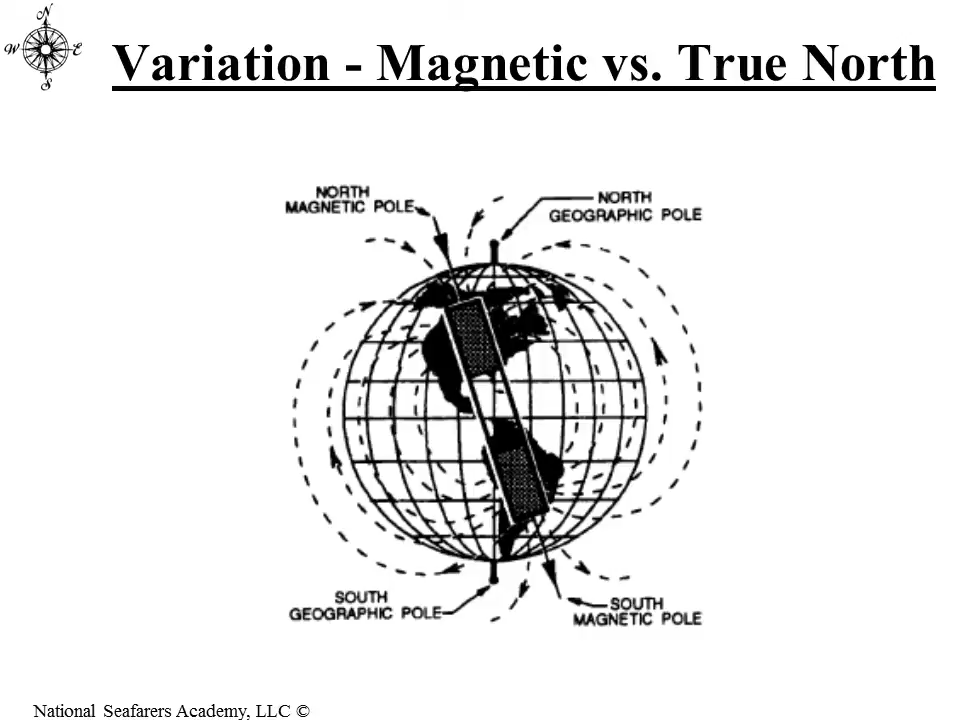 N
W E
S
Variation - Magnetic vs. True North
NORTH
MAGNETIC POLE
NORTH
GEOGRAPHIC POLE
SOUTH
GEOGRAPHIC POLE
SOUTH
MAGNETIC POLE
National Seafarers Academy, LLC ©